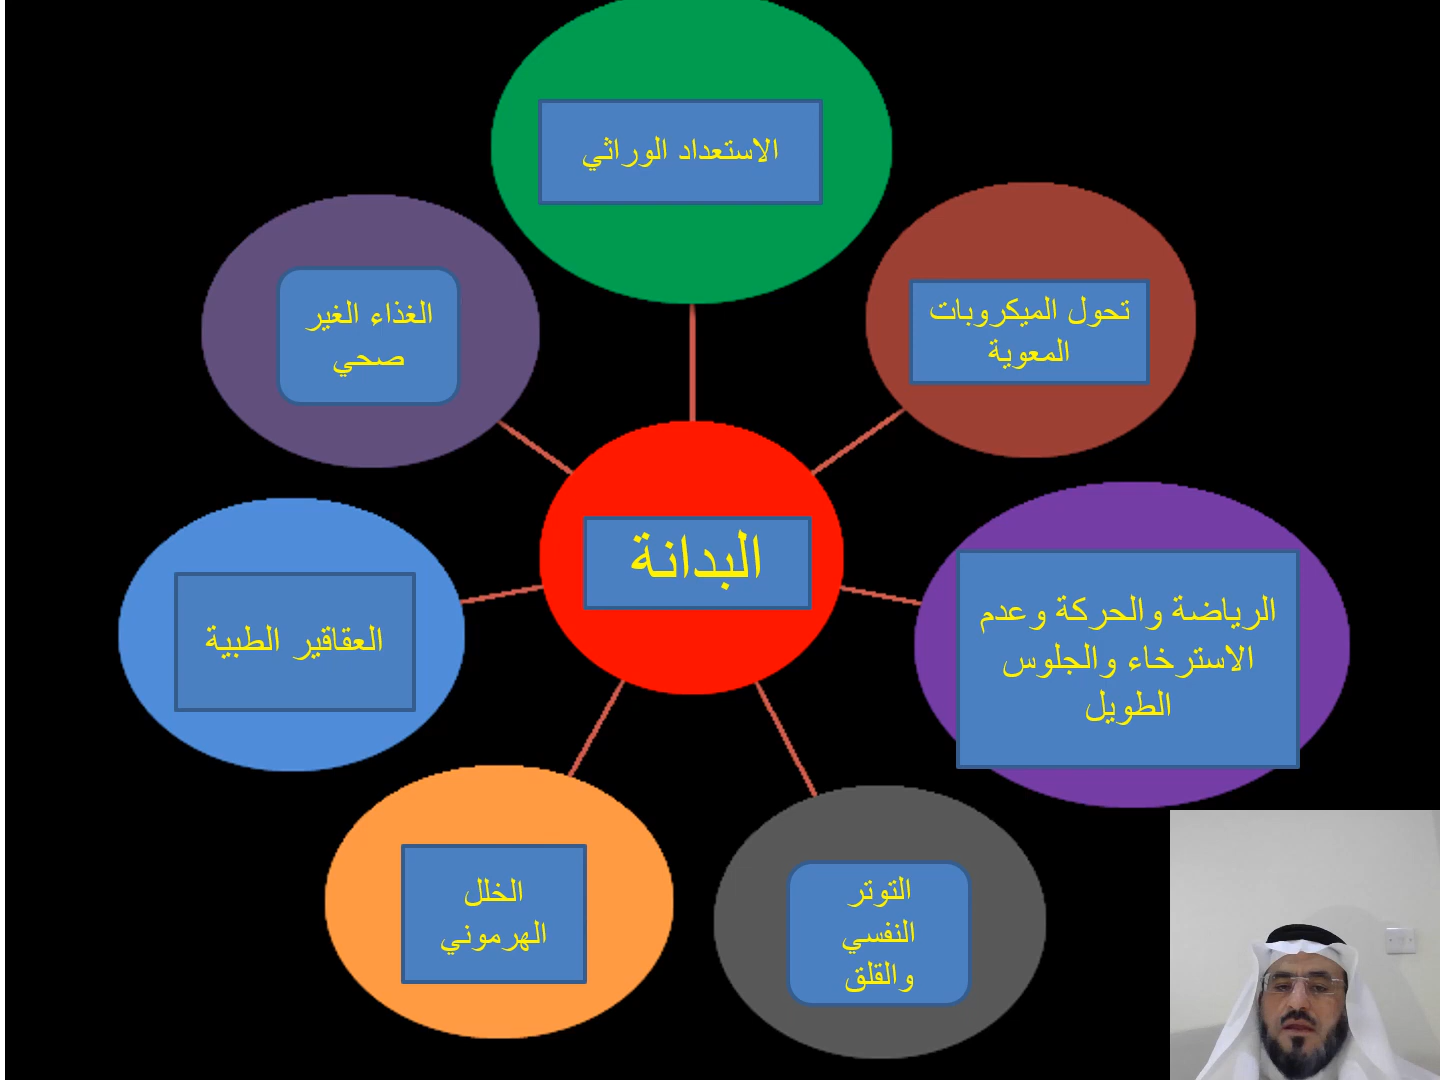 الاستعداد الوراثي
تحول الميكروبات
المعوية
الغذاء الغير
صحي
البدانة
الرياضة والحركة وعدم
الاسترخاء والجلوس
الطويل
العقاقير الطبية
الخلل
الهرموني
التوتر
النفسي
والقلق